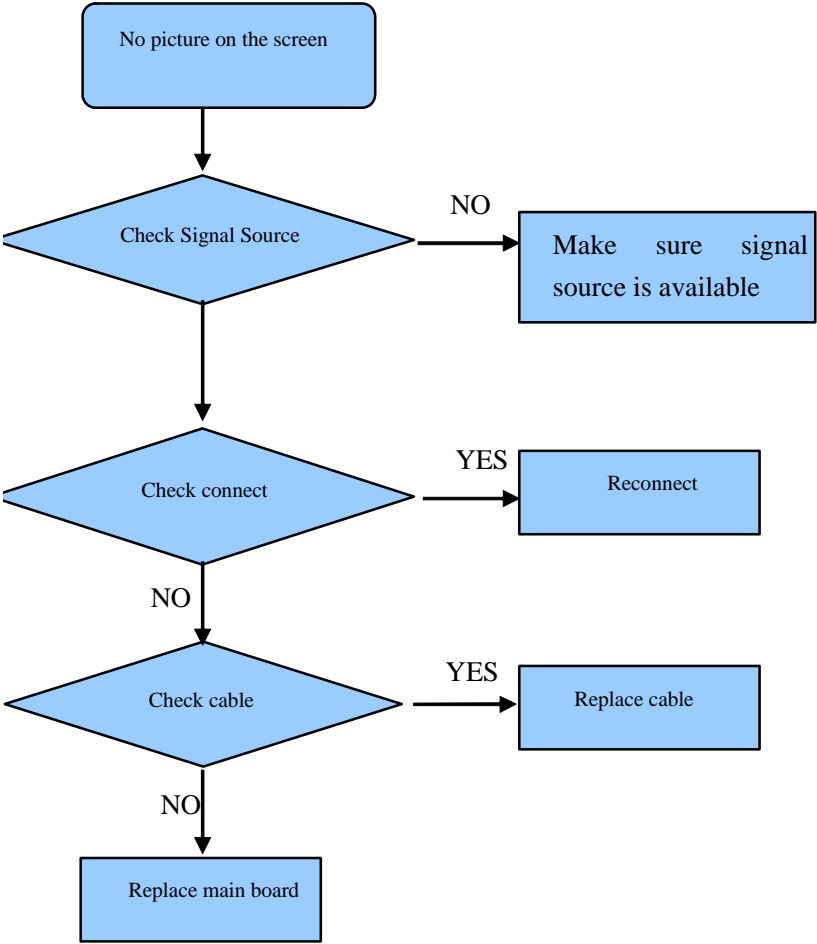 No picture on the screen
Check Signal Source
NO
Make sure signal
source is available
Check connect
YES
Reconnect
NO
Check cable
YES
Replace cable
NO
Replace main board